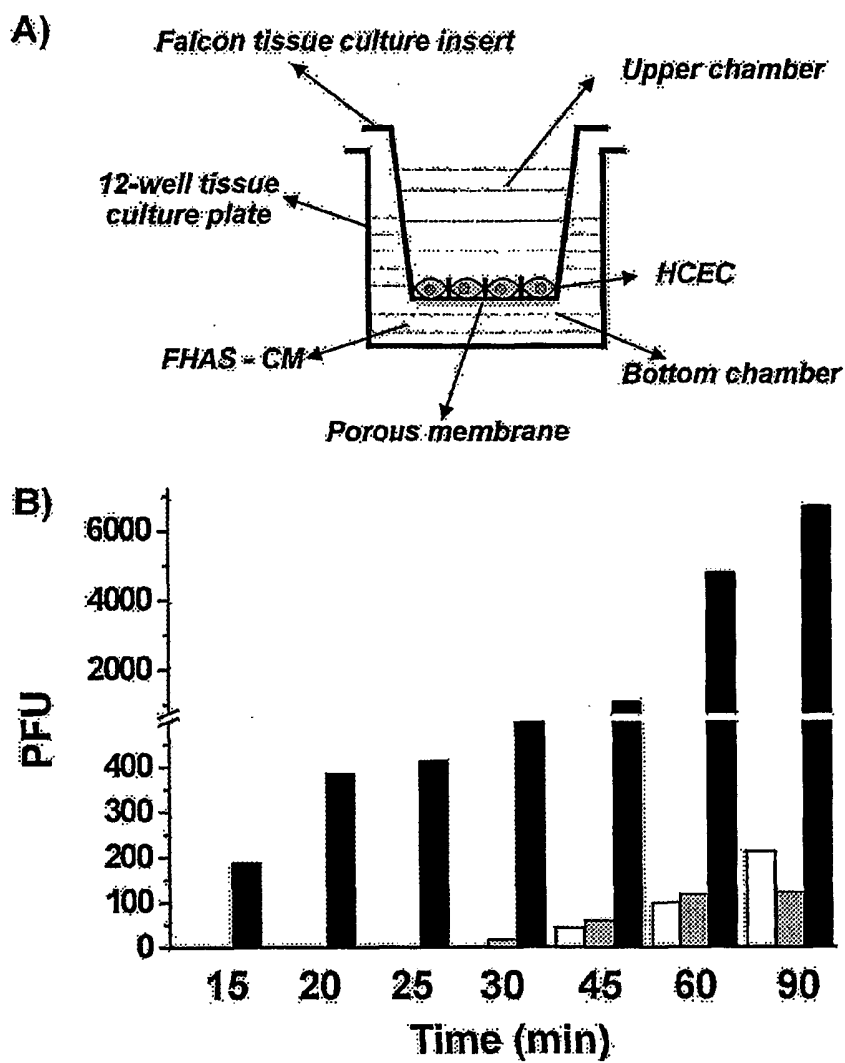 A)
Falcon tissue culture insert
Upper chamber
12-well tissue
culture plate
HCEC
FHAS - CM
Bottom chamber
Porous membrane
B)
6000
4000
2000
PFU
400
300
200
100
0
15 20 25 30 45 60 90
Time (min)